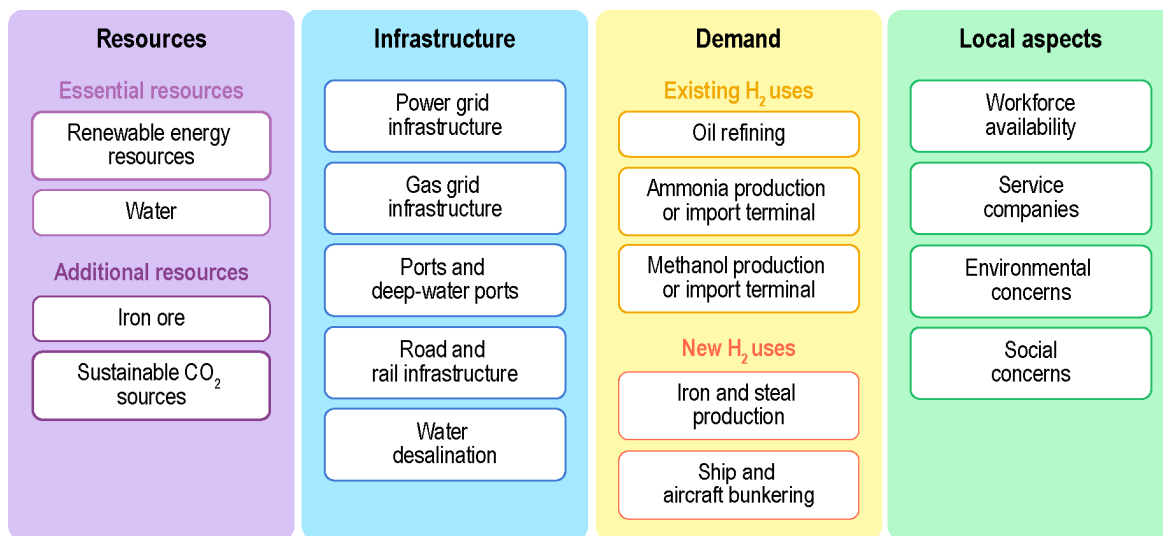 Resources
Essential resources
Renewable energy
resources
Water
Additional resources
Iron ore
Sustainable CO2
sources
Infrastructure
Power grid
infrastructure
Gas grid
infrastructure
Ports and
deep-water ports
Road and
rail infrastructure
Water
desalination
Demand
Existing H2 uses
Oil refining
Ammonia production
or import terminal
Methanol production
or import terminal
New H2 uses
Iron and steal
production
Ship and
aircraft bunkering
Local aspects
Workforce
availability
Service
companies
Environmental
concerns
Social
concerns